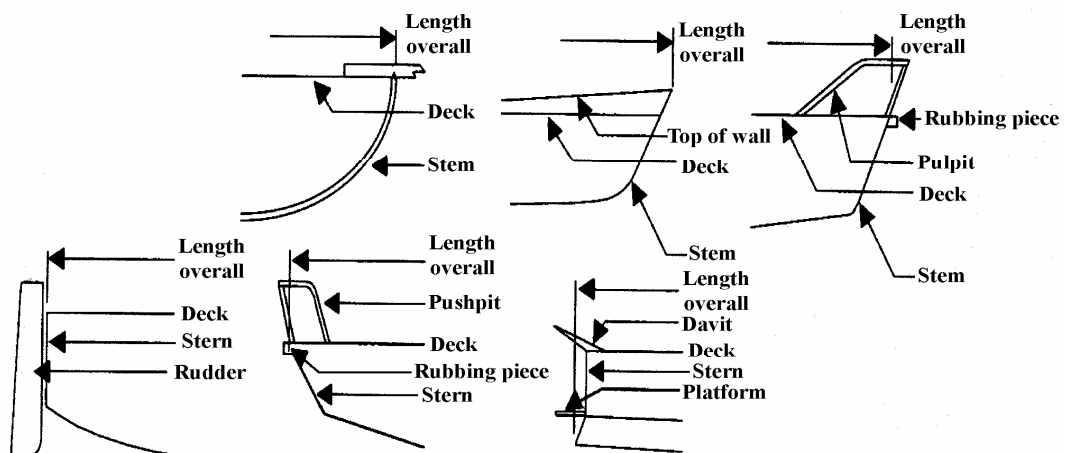 Length
overall
Deck
Stem
Length
overall
Top of wall
Deck
Stem
Length
overall
Rubbing piece
Pulpit
Deck
Stem
Length
overall
Deck
Stern
Rudder
Length
overall
Pushpit
Deck
Rubbing piece
Stern
Length
overall
Davit
Deck
Stern
Platform